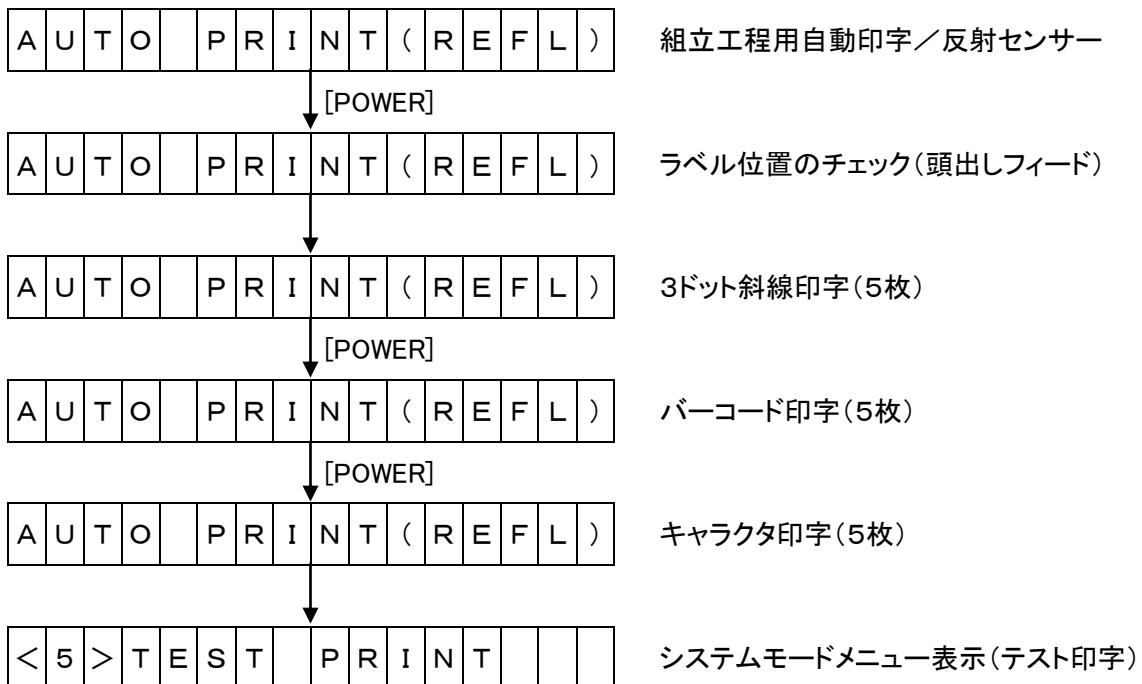 AUTO PRINT(REFL) 組立工程用自動印字／反射センサー
[POWER]
AUTO PRINT(REFL) ラベル位置のチェック（頭出しフィード）
AUTO PRINT(REFL) 3ドット斜線印字（5枚）
[POWER]
AUTO PRINT(REFL) バーコード印字（5枚）
[POWER]
AUTO PRINT(REFL) キャラクタ印字（5枚）
<5>TEST PRINT システムモードメニュー表示（テスト印字）